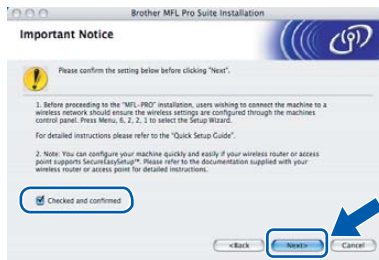 Brother MFL Pro Suite Installation
Important Notice
Please confirm the setting below before clicking "Next".
1. Before proceeding to the "MFL-PRO" installation, users wishing to connect the machine to a
wireless network should ensure the wireless settings are configured through the machines
control panel. Press Menu, 6, 2, 2, 1 to select the Setup Wizard.
For detailed instructions please refer to the "Quick Setup Guide".
2. Note: You can configure your machine quickly and easily if your wireless router or access
point supports SecureEasySetup™. Please refer to the documentation supplied with your
wireless router or access point for detailed instructions.
Checked and confirmed
<Back Next> Cancel